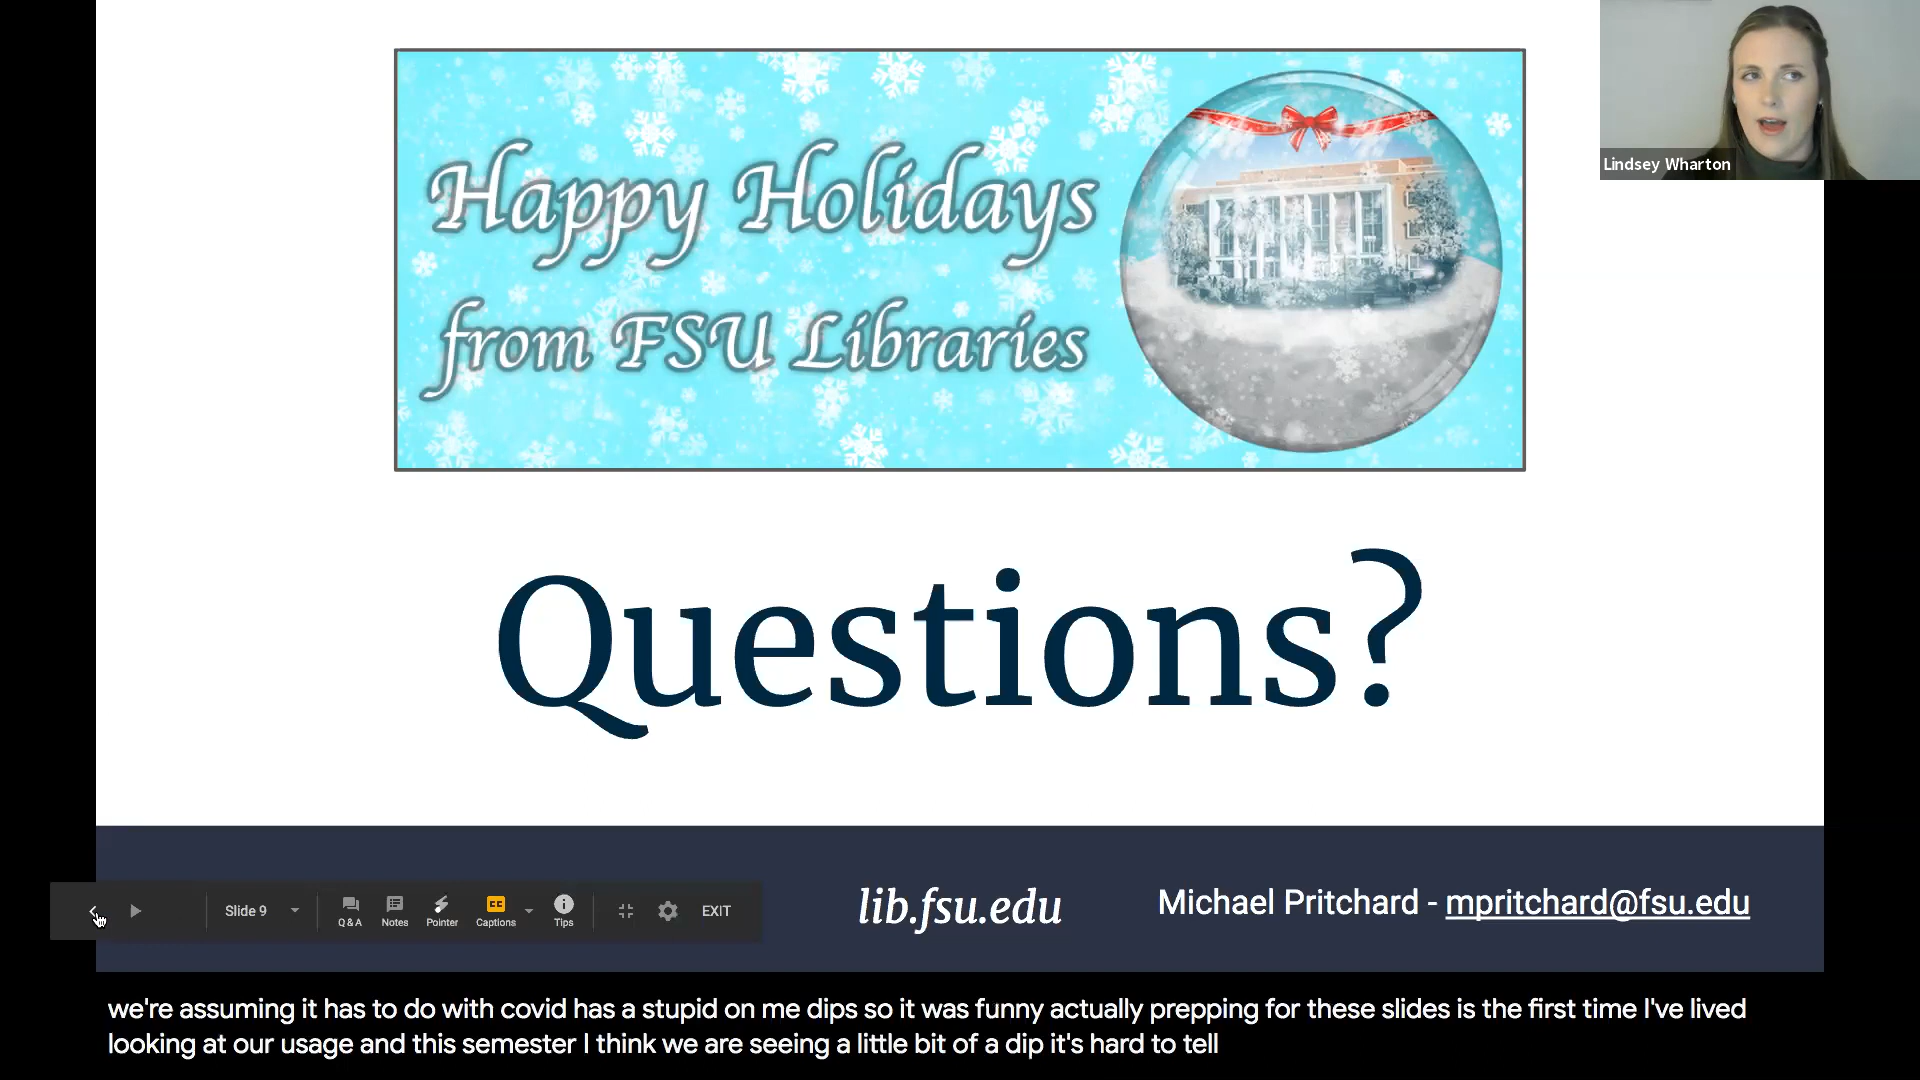 Happy Holidays
from FSU Libraries
Lindsey Wharton
Questions?
lib.fsu.edu
Michael Pritchard - mpritchard@fsu.edu
Slide 9
Q & A
Notes
Pointer
CC
Captions
Tips
EXIT
we're assuming it has to do with covid has a stupid on me dips so it was funny actually prepping for these slides is the first time I've lived
looking at our usage and this semester I think we are seeing a little bit of a dip it's hard to tell